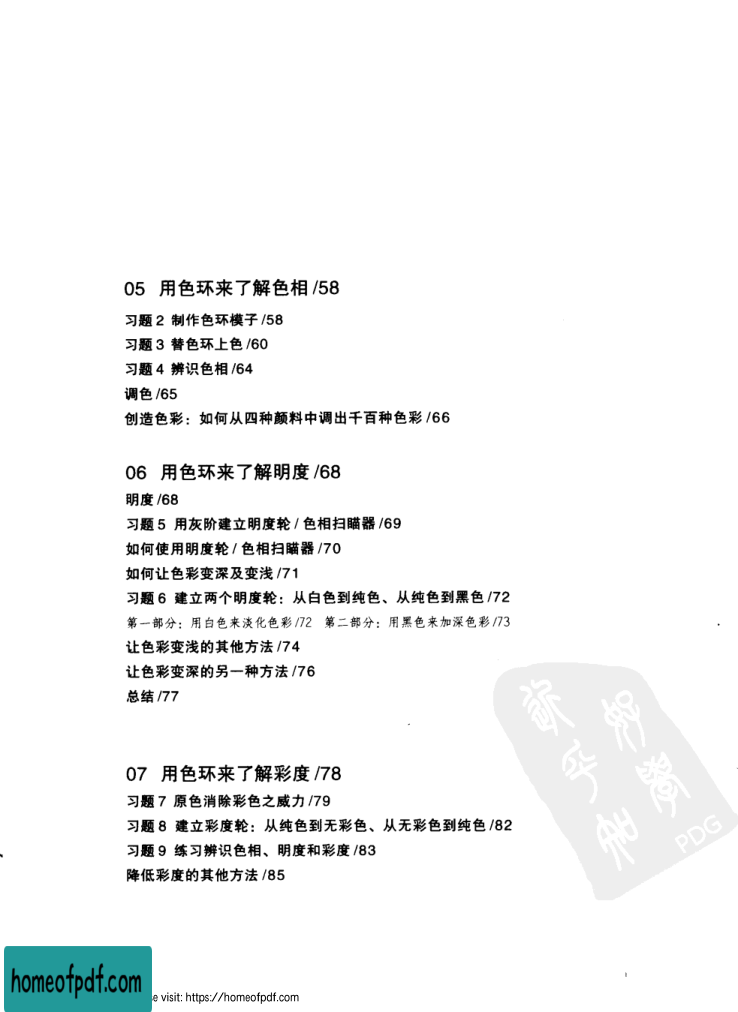 05 用色环来了解色相 /58
习题 2 制作色环模子 /58
习题 3 替色环上色 /60
习题 4 辨识色相 /64
调色 /65
创造色彩：如何从四种颜料中调出千百种色彩 /66
06 用色环来了解明度 /68
明度 /68
习题 5 用灰阶建立明度轮 / 色相扫瞄器 /69
如何使用明度轮 / 色相扫瞄器 /70
如何让色彩变深及变浅 /71
习题 6 建立两个明度轮：从白色到纯色、从纯色到黑色 /72
第一部分：用白色来淡化色彩 /72 第二部分：用黑色来加深色彩 /73
让色彩变浅的其他方法 /74
让色彩变深的另一种方法 /76
总结 /77
07 用色环来了解彩度 /78
习题 7 原色消除彩色之威力 /79
习题 8 建立彩度轮：从纯色到无彩色、从无彩色到纯色 /82
习题 9 练习辨识色相、明度和彩度 /83
降低彩度的其他方法 /85
PDG
homeofpdf.com
e visit: https://homeofpdf.com